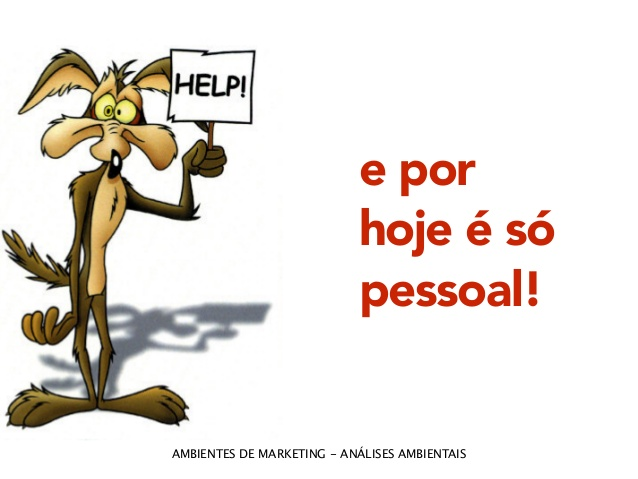 HELP!
e por
hoje é só
pessoal!
AMBIENTES DE MARKETING - ANÁLISES AMBIENTAIS